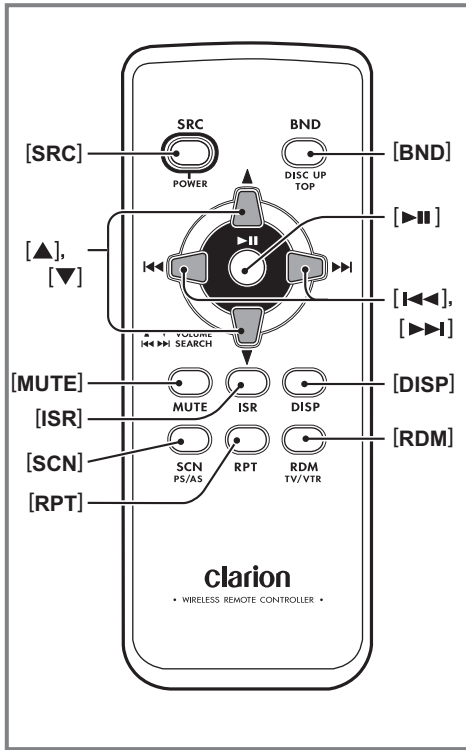 SRC
BND
[SRC]
[BND]
POWER
DISC UP
TOP
▲
►II
[►II]
[▲],
[▼]
I◄◄
►►I
[I◄◄],
[►►I]
▲ ▼ VOLUME
I◄◄ ►►I SEARCH
▼
[MUTE]
[DISP]
MUTE
ISR
DISP
[ISR]
[RDM]
[SCN]
SCN
PS/AS
RPT
RDM
TV/VTR
[RPT]
clarion
• WIRELESS REMOTE CONTROLLER •